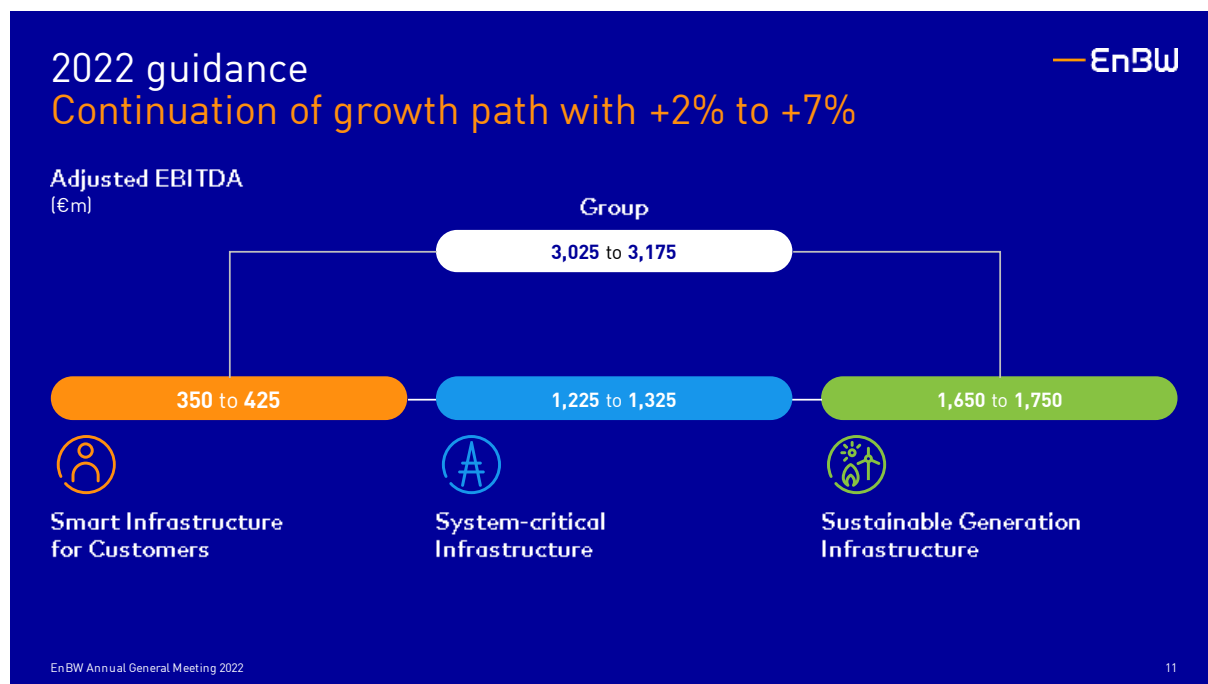 2022 guidance
EnBW
Continuation of growth path with +2% to +7%
Adjusted EBITDA
(€m)
Group
3,025 to 3,175
350 to 425
1,225 to 1,325
1,650 to 1,750
Smart Infrastructure
for Customers
System-critical
Infrastructure
Sustainable Generation
Infrastructure
EnBW Annual General Meeting 2022
11